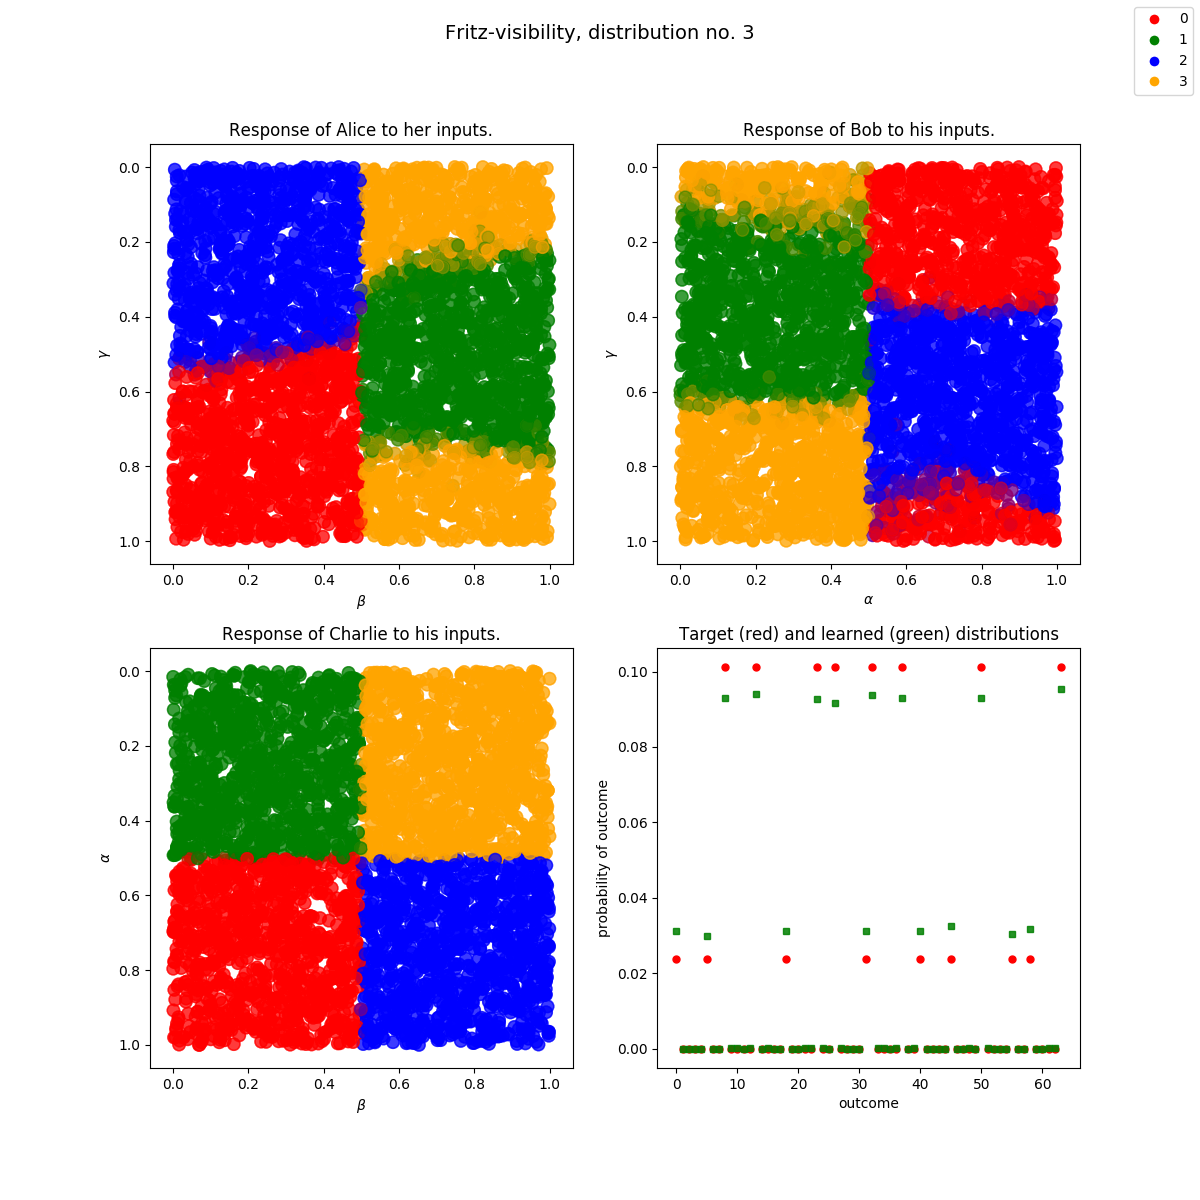 Fritz-visibility, distribution no. 3
0
1
2
3
Response of Alice to her inputs.
0.0
0.2
0.4
0.6
0.8
1.0
γ
0.0 0.2 0.4 0.6 0.8 1.0
β
Response of Bob to his inputs.
0.0
0.2
0.4
0.6
0.8
1.0
γ
0.0 0.2 0.4 0.6 0.8 1.0
α
Response of Charlie to his inputs.
0.0
0.2
0.4
0.6
0.8
1.0
α
0.0 0.2 0.4 0.6 0.8 1.0
β
Target (red) and learned (green) distributions
0.10
0.08
0.06
0.04
0.02
0.00
probability of outcome
0 10 20 30 40 50 60
outcome